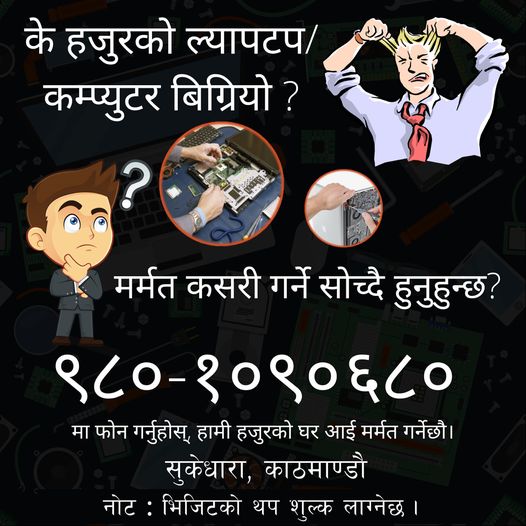 के हजुरको ल्यापटप/
कम्प्युटर बिग्रियो ?
?
मर्मत कसरी गर्ने सोच्दै हुनुहुन्छ?
९८०-१०९०६८०
मा फोन गर्नुहोस्, हामी हजुरको घर आई मर्मत गर्नेछौ।
सुकेधारा, काठमाण्डौ
नोट : भिजिटको थप शुल्क लाग्नेछ ।